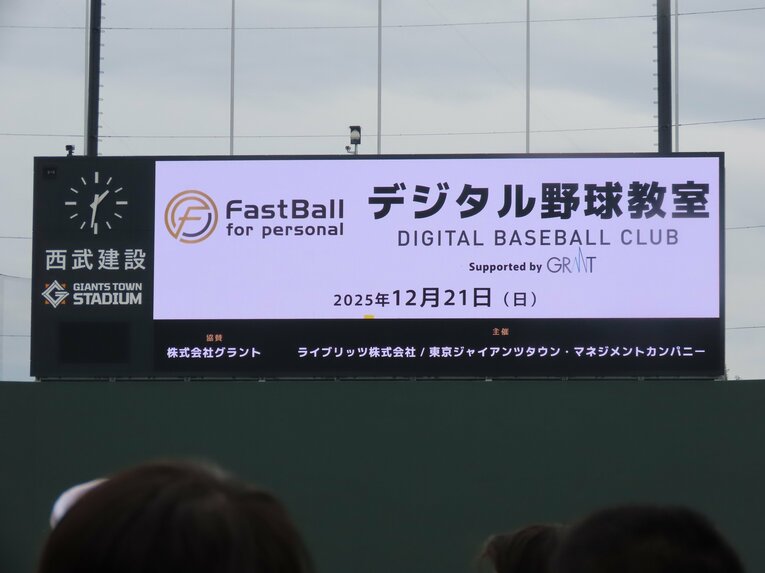 西武建設
GIANTS TOWN
STADIUM
FastBall
for personal
デジタル野球教室
DIGITAL BASEBALL CLUB
Supported by GRANT
2025年12月21日（日）
協賛
株式会社グラント
主催
ライブリッツ株式会社 / 東京ジャイアンツタウン・マネジメントカンパニー